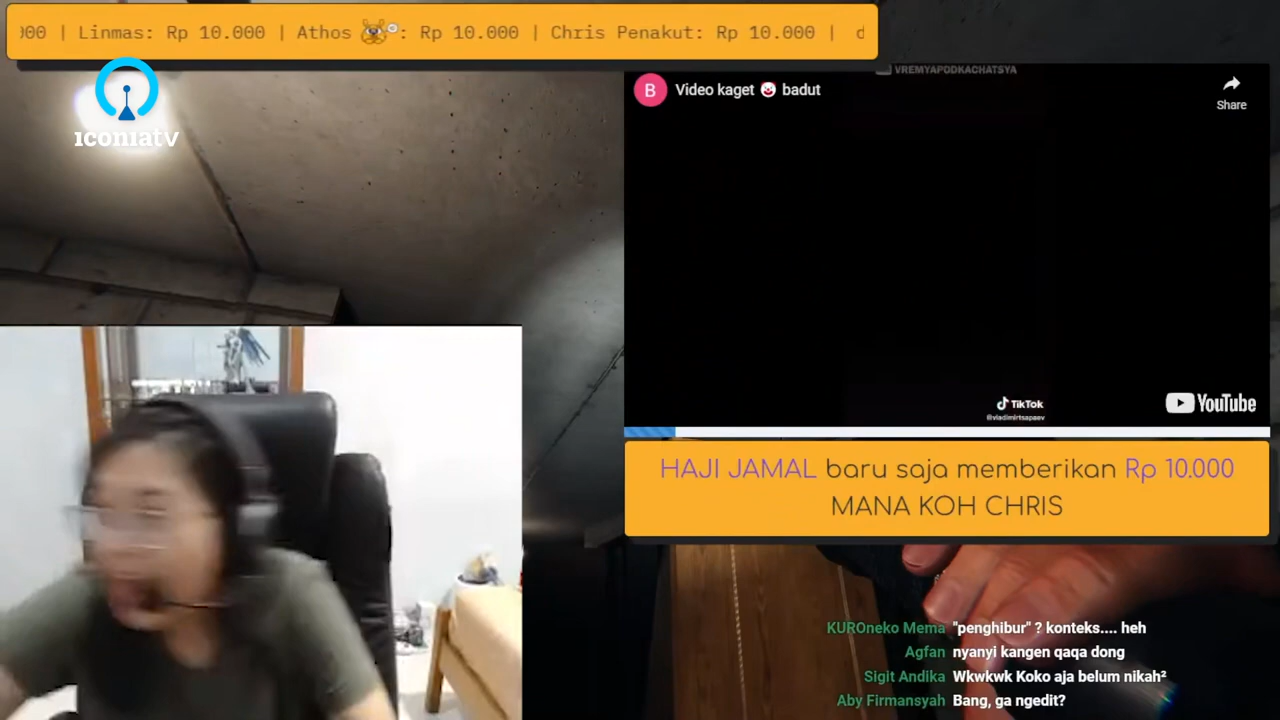 00 | Linmas: Rp 10.000 | Athos : Rp 10.000 | Chris Penakut: Rp 10.000 | d
iconiatv
VREMYAPODKACHATSYA
B Video kaget badut
Share
TikTok
@vladimirtsapaev
YouTube
HAJI JAMAL baru saja memberikan Rp 10.000
MANA KOH CHRIS
KUROneko Mema "penghibur" ? konteks.... heh
Agfan nyanyi kangen qaqa dong
Sigit Andika Wkwkwk Koko aja belum nikah²
Aby Firmansyah Bang, ga ngedit?